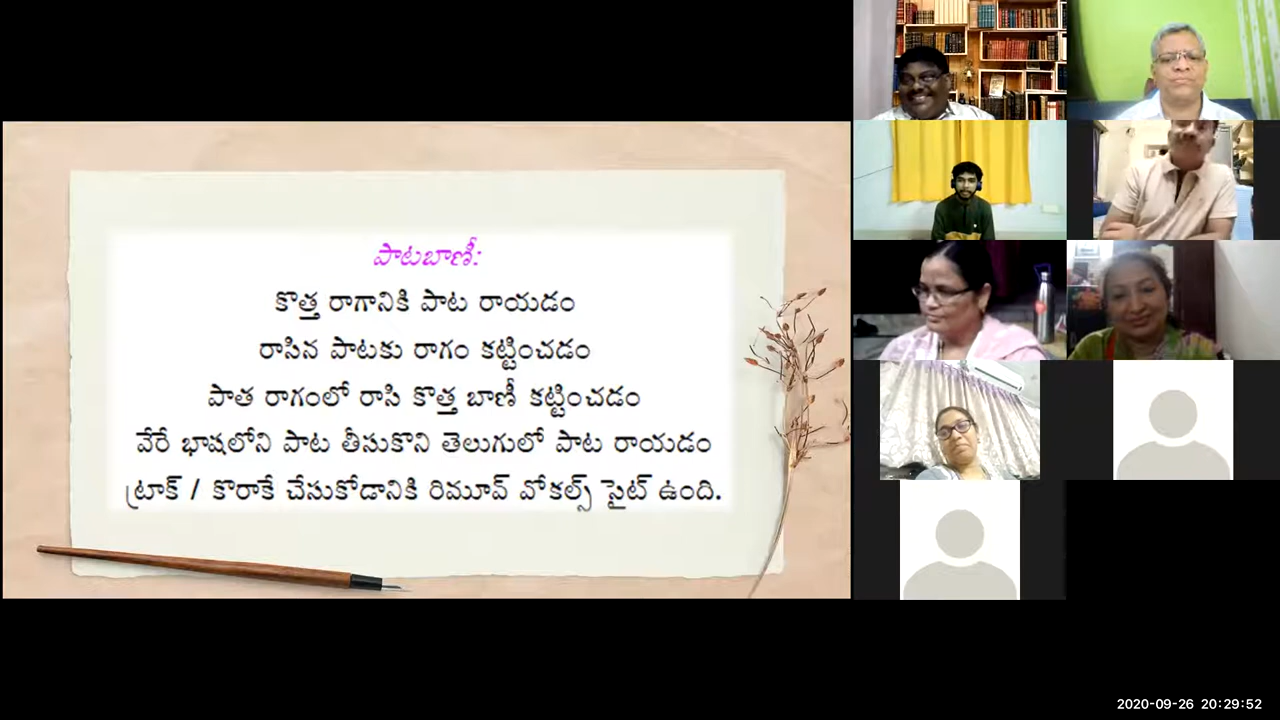 పాటబాణీ:
కొత్త రాగానికి పాట రాయడం
రాసిన పాటకు రాగం కట్టించడం
పాత రాగంలో రాసి కొత్త బాణీ కట్టించడం
వేరే భాషలోని పాట తీసుకొని తెలుగులో పాట రాయడం
ట్రాక్ / కొరాకే చేసుకోడానికి రిమూవ్ వోకల్స్ సైట్ ఉంది.
2020-09-26 20:29:52